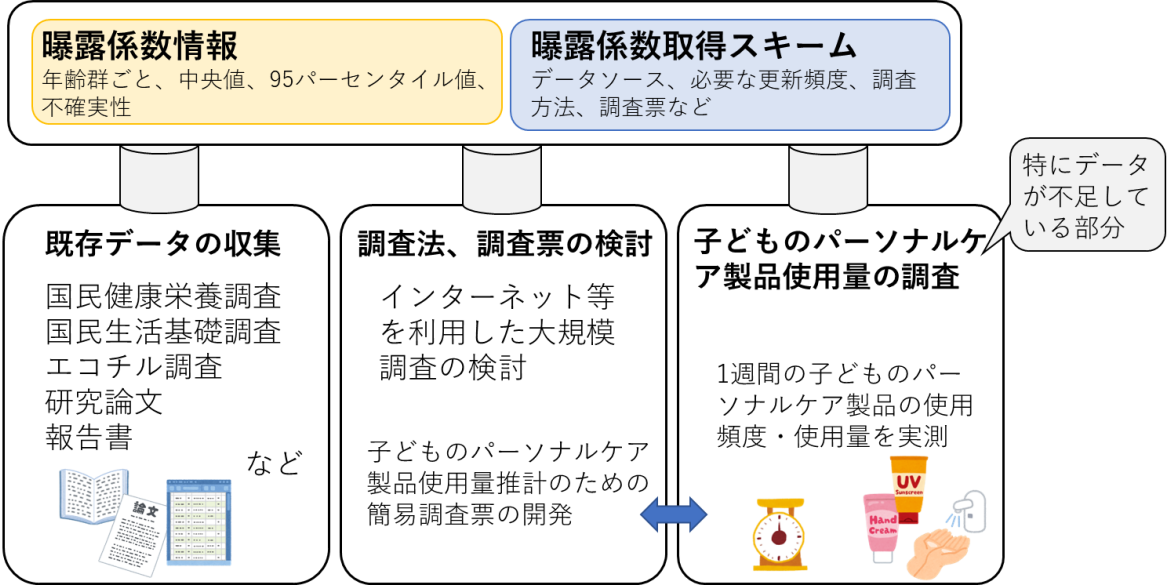 曝露係数情報
年齢群ごと、中央値、95パーセンタイル値、
不確実性
曝露係数取得スキーム
データソース、必要な更新頻度、調査
方法、調査票など
特にデータ
が不足して
いる部分
既存データの収集
国民健康栄養調査
国民生活基礎調査
エコチル調査
研究論文
報告書
など
論文
調査法、調査票の検討
インターネット等
を利用した大規模
調査の検討
子どものパーソナルケア
製品使用量推計のための
簡易調査票の開発
子どものパーソナルケ
ア製品使用量の調査
1週間の子どものパー
ソナルケア製品の使用
頻度・使用量を実測
UV
Sunscreen
Hand
Cream